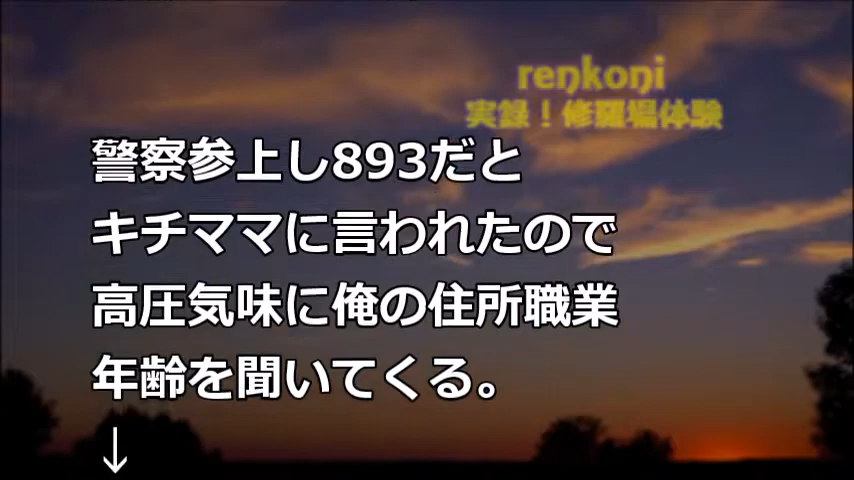 renkoni
実録！修羅場体験
警察参上し893だと
キチママに言われたので
高圧気味に俺の住所職業
年齢を聞いてくる。
↓